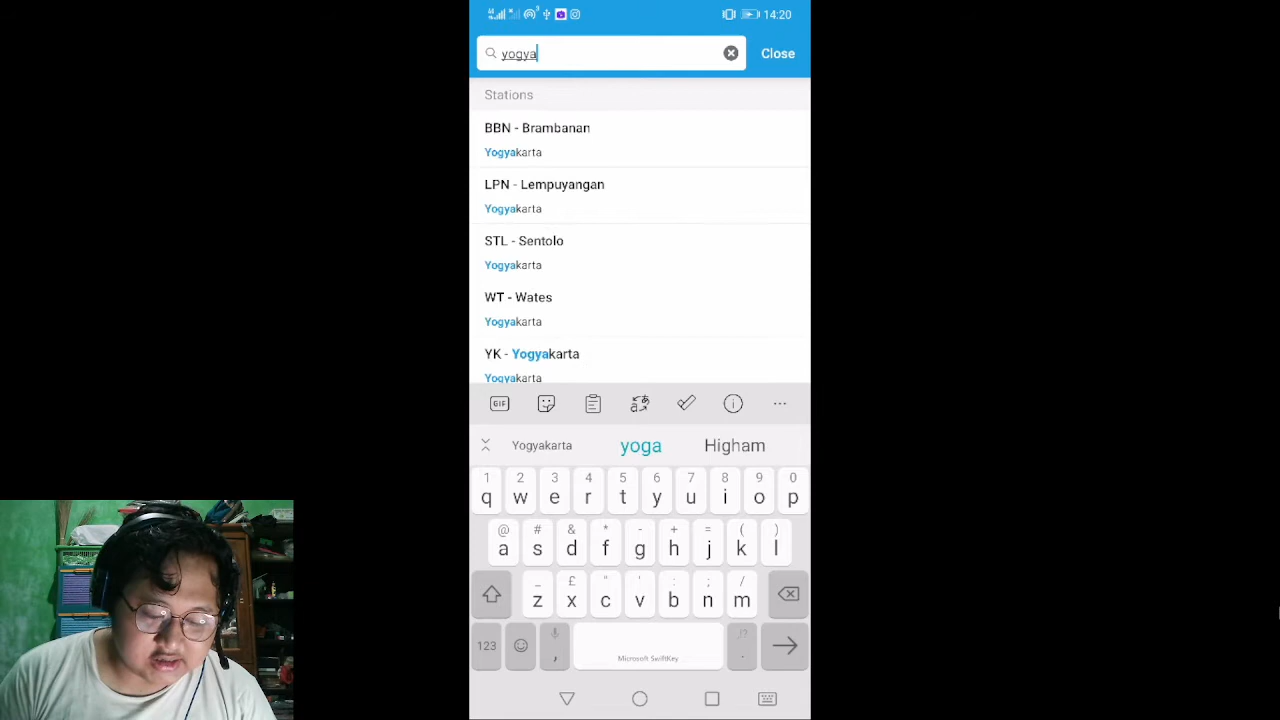 14:20
yogya
Close
Stations
BBN - Brambanan
Yogyakarta
LPN - Lempuyangan
Yogyakarta
STL - Sentolo
Yogyakarta
WT - Wates
Yogyakarta
YK - Yogyakarta
Yogyakarta
GIF
Yogyakarta yoga Higham
1 2 3 4 5 6 7 8 9 0
q w e r t y u i o p
@ # & * - + = ( )
a s d f g h j k l
_ £ " ' : ; /
z x c v b n m
123 , Microsoft SwiftKey !? .